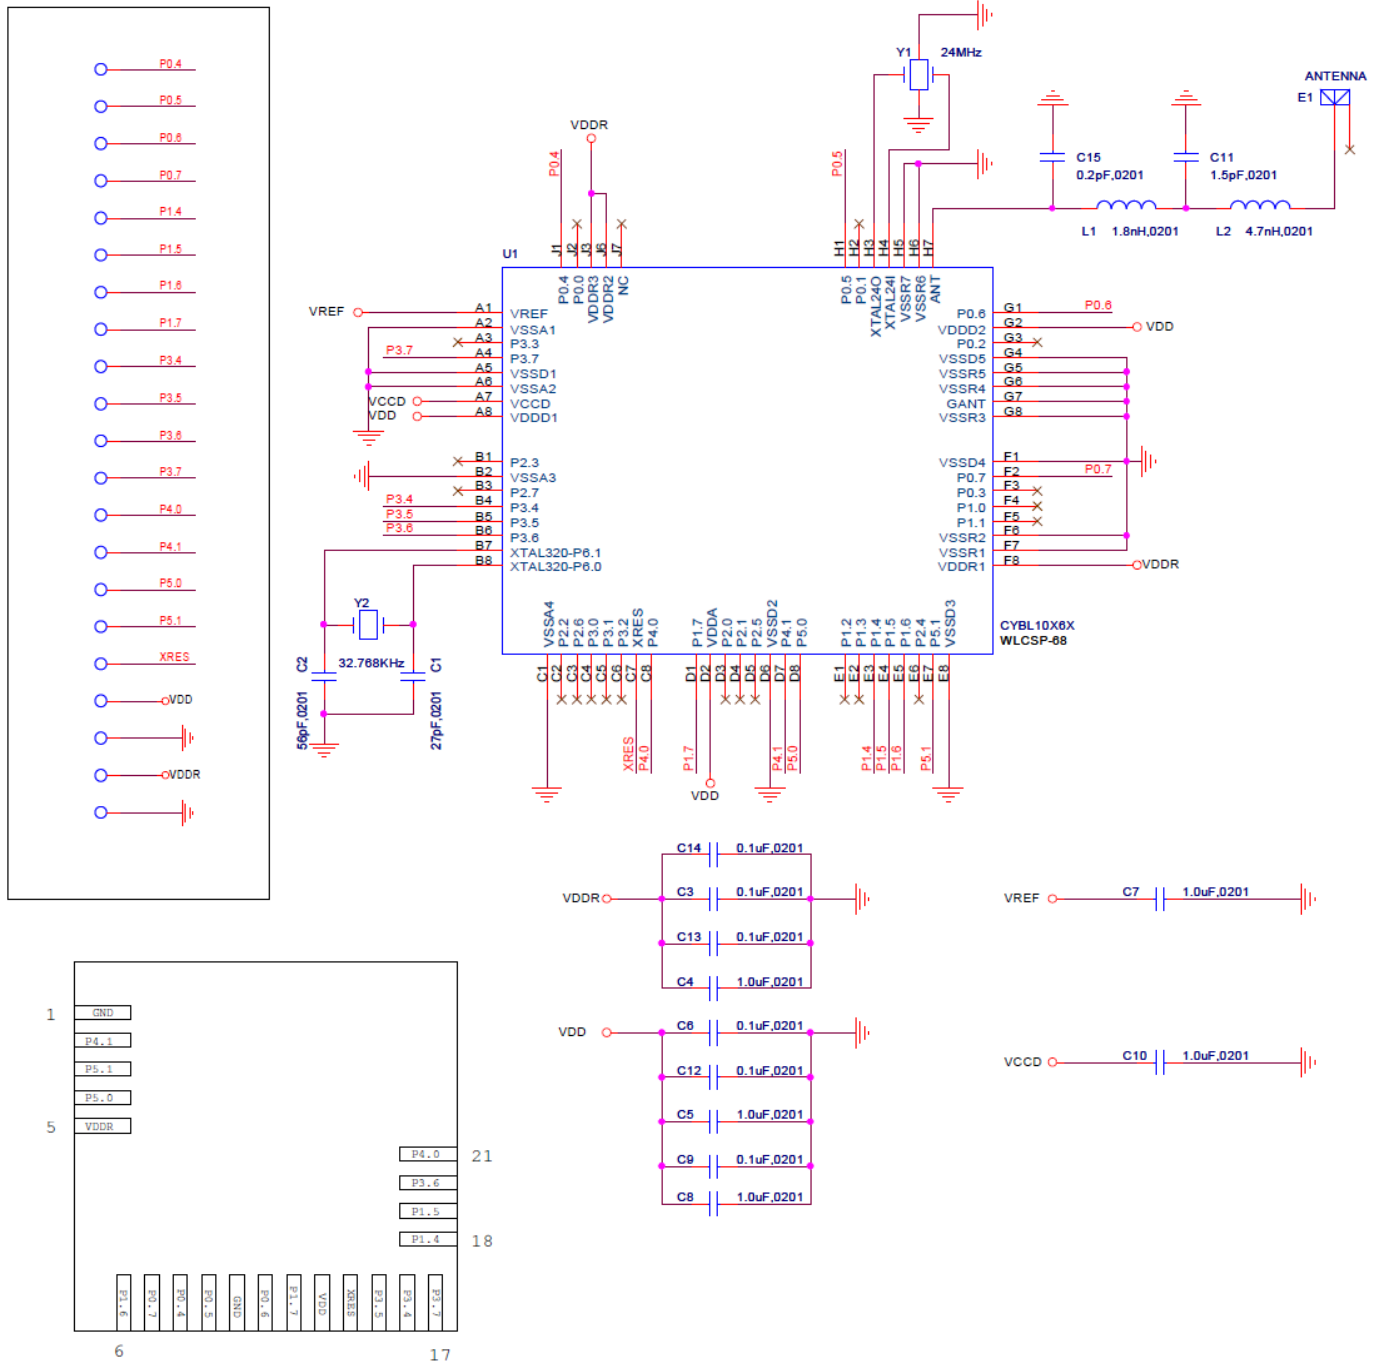 P0.4
P0.5
P0.6
P0.7
P1.4
P1.5
P1.6
P1.7
P3.4
P3.5
P3.6
P3.7
P4.0
P4.1
P5.0
P5.1
XRES
VDD
VDDR
Y1 24MHz
ANTENNA
E1
C15
0.2pF,0201
C11
1.5pF,0201
L1 1.8nH,0201
L2 4.7nH,0201
VDDR
P0.4
P0.5
U1
J1 J2 J3 J6 J7
P0.4 P0.0 VDDR3 VDDR2 NC
H1 H2 H3 H4 H5 H6 H7
P0.5 P0.1 XTAL24O XTAL24I VSSR7 VSSR6 ANT
VREF A1 VREF
A2 VSSA1
A3 P3.3
P3.7 A4 P3.7
A5 VSSD1
A6 VSSA2
VCCD A7 VCCD
VDD A8 VDDD1
B1 P2.3
B2 VSSA3
B3 P2.7
P3.4 B4 P3.4
P3.5 B5 P3.5
P3.6 B6 P3.6
B7 XTAL32O-P6.1
B8 XTAL32O-P6.0
P0.6 G1 P0.6
VDDD2 G2 VDD
P0.2 G3
VSSD5 G4
VSSR5 G5
VSSR4 G6
GANT G7
VSSR3 G8
VSSD4 F1
P0.7 F2 P0.7
P0.3 F3
P1.0 F4
P1.1 F5
VSSR2 F6
VSSR1 F7
VDDR1 F8 VDDR
VSSA4 P2.2 P2.6 P3.0 P3.1 P3.2 XRES P4.0
C1 C2 C3 C4 C5 C6 C7 C8
XRES P4.0
P1.7 VDDA P2.0 P2.1 P2.5 VSSD2 P4.1 P5.0
D1 D2 D3 D4 D5 D6 D7 D8
P1.7 P4.1 P5.0
VDD
P1.2 P1.3 P1.4 P1.5 P1.6 P2.4 P5.1 VSSD3
E1 E2 E3 E4 E5 E6 E7 E8
P1.4 P1.5 P1.6 P5.1
CYBL10X6X
WLCSP-68
Y2
32.768KHz
C2
56pF,0201
C1
27pF,0201
C14 0.1uF,0201
VDDR C3 0.1uF,0201
C13 0.1uF,0201
C4 1.0uF,0201
VDD C6 0.1uF,0201
C12 0.1uF,0201
C5 1.0uF,0201
C9 0.1uF,0201
C8 1.0uF,0201
VREF C7 1.0uF,0201
VCCD C10 1.0uF,0201
1 GND
P4.1
P5.1
P5.0
5 VDDR
P4.0 21
P3.6
P1.5
P1.4 18
P1.6 P0.7 P0.4 P0.5 GND P0.6 P1.7 VDD XRES P3.5 P3.4 P3.7
6 17